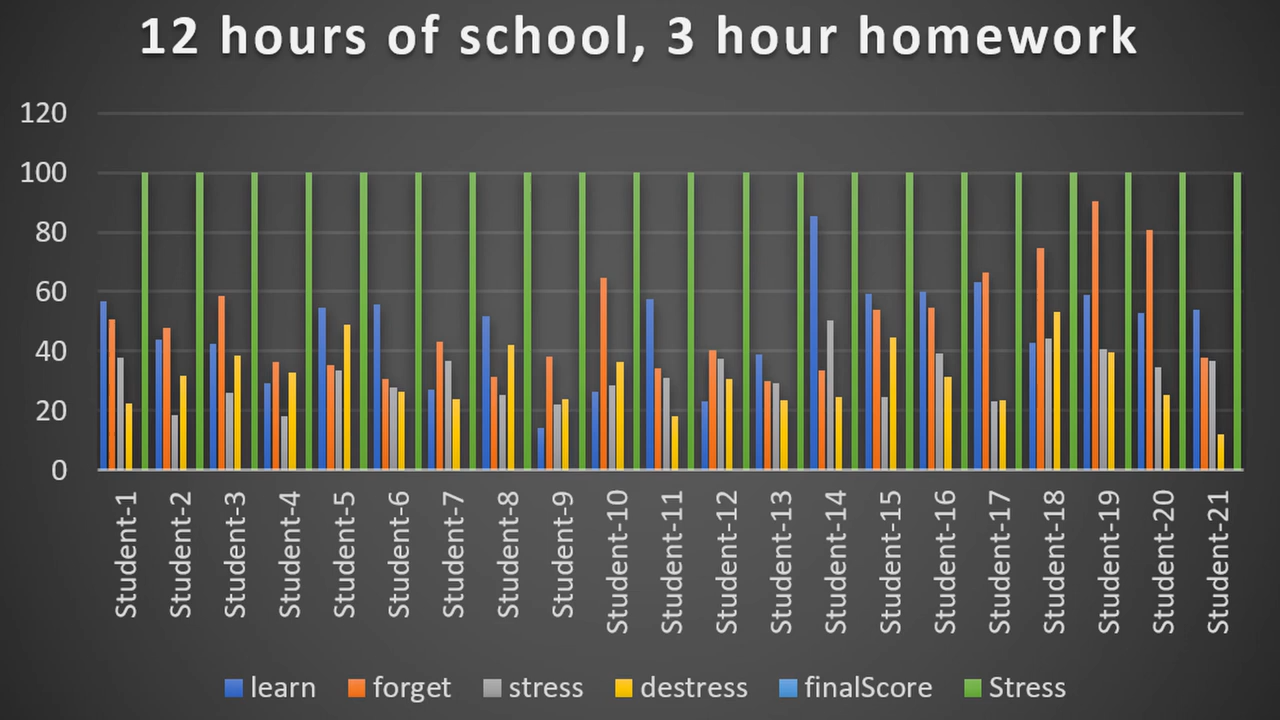 12 hours of school, 3 hour homework
120
100
80
60
40
20
0
Student-1
Student-2
Student-3
Student-4
Student-5
Student-6
Student-7
Student-8
Student-9
Student-10
Student-11
Student-12
Student-13
Student-14
Student-15
Student-16
Student-17
Student-18
Student-19
Student-20
Student-21
learn forget stress destress finalScore Stress